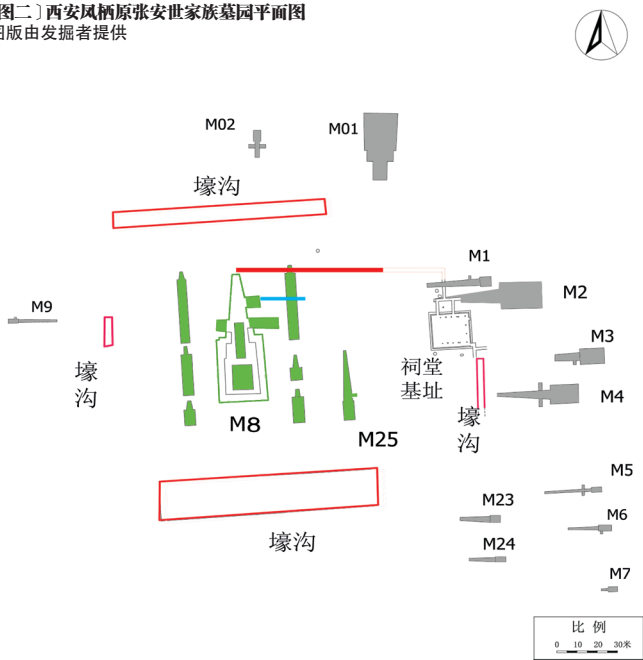 图二〕西安凤栖原张安世家族墓园平面图
图版由发掘者提供
M02
M01
壕沟
M1
M2
M9
壕沟
M3
祠堂
基址
M4
壕沟
M8
M25
M5
M23
M6
壕沟
M24
M7
比 例
0 10 20 30米